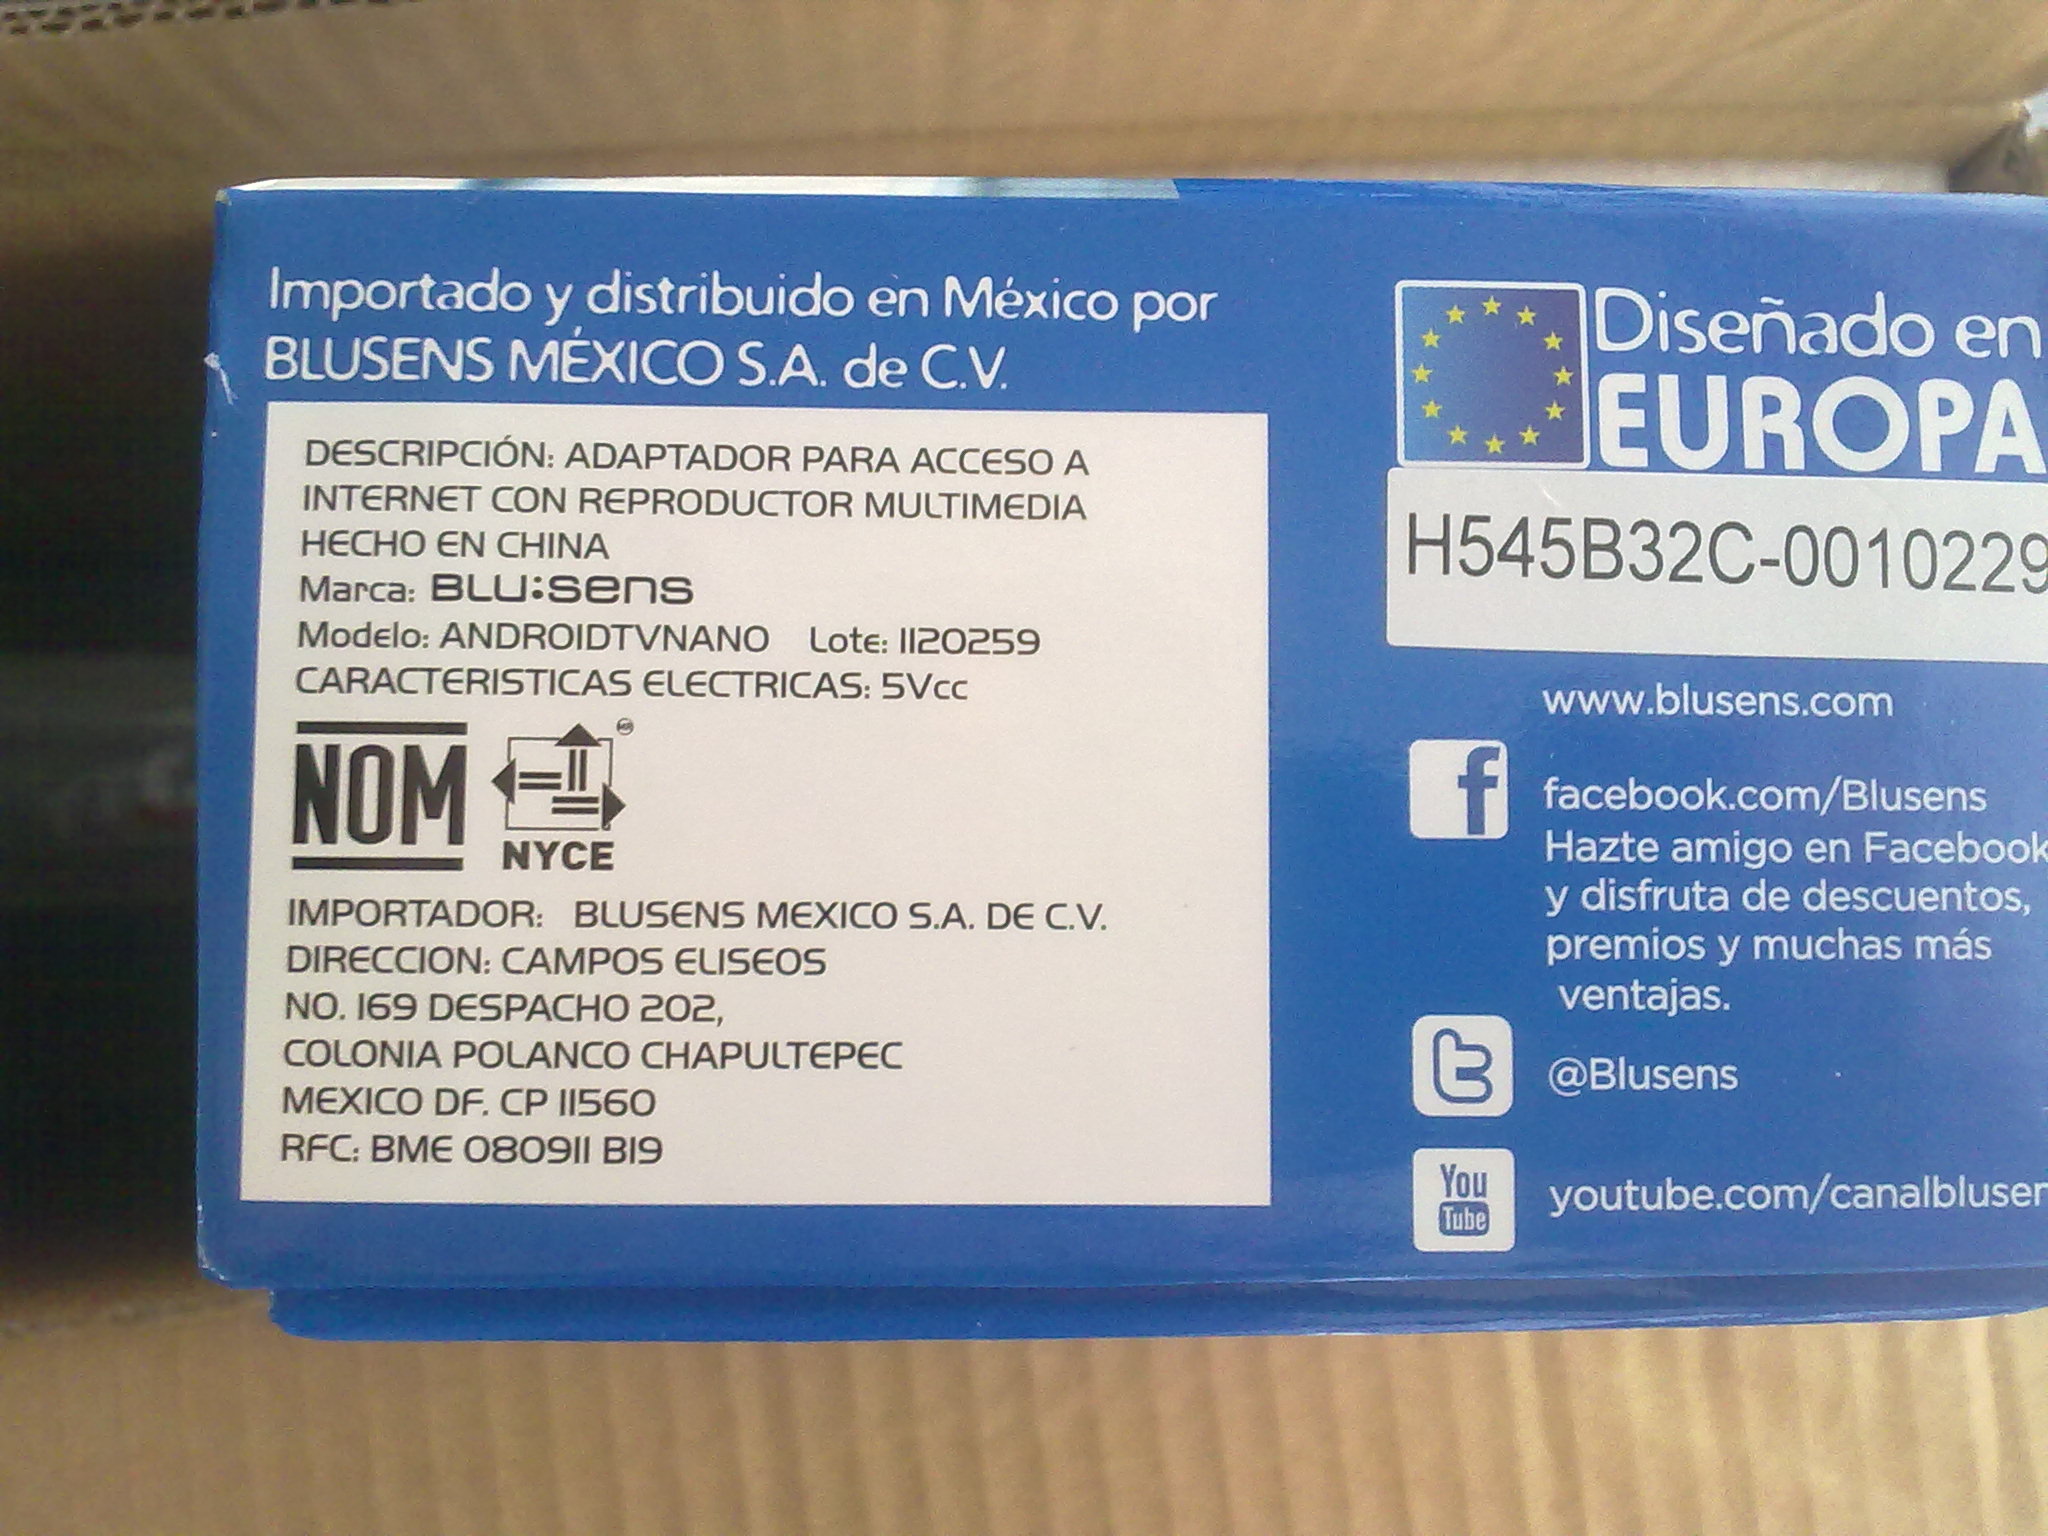 Importado y distribuido en México por
BLUSENS MÉXICO S.A. de C.V.
DESCRIPCIÓN: ADAPTADOR PARA ACCESO A
INTERNET CON REPRODUCTOR MULTIMEDIA
HECHO EN CHINA
Marca: BLU:sens
Modelo: ANDROIDTVNANO Lote: 1120259
CARACTERISTICAS ELECTRICAS: 5Vcc
NOM
MR
NYCE
IMPORTADOR: BLUSENS MEXICO S.A. DE C.V.
DIRECCION: CAMPOS ELISEOS
NO. 169 DESPACHO 202,
COLONIA POLANCO CHAPULTEPEC
MEXICO DF. CP 11560
RFC: BME 080911 B19
Diseñado en
EUROPA
H545B32C-0010229
www.blusens.com
f
facebook.com/Blusens
Hazte amigo en Facebook
y disfruta de descuentos,
premios y muchas más
ventajas.
t
@Blusens
You
Tube
youtube.com/canalblusen